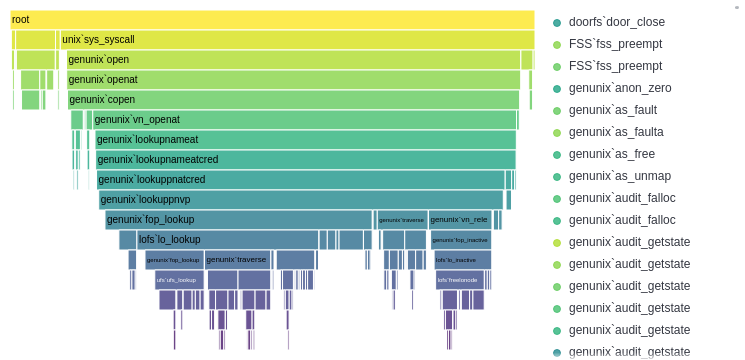 root
unix`sys_syscall
genunix`open
genunix`openat
genunix`copen
genunix`vn_openat
genunix`lookupnameat
genunix`lookupnameatcred
genunix`lookuppnatcred
genunix`lookuppnvp
genunix`fop_lookup
genunix`traverse
genunix`vn_rele
lofs`lo_lookup
genunix`fop_inactive
genunix`fop_lookup
genunix`traverse
lofs`lo_inactive
ufs`ufs_lookup
lofs`freelonode
doorfs`door_close
FSS`fss_preempt
FSS`fss_preempt
genunix`anon_zero
genunix`as_fault
genunix`as_faulta
genunix`as_free
genunix`as_unmap
genunix`audit_falloc
genunix`audit_falloc
genunix`audit_getstate
genunix`audit_getstate
genunix`audit_getstate
genunix`audit_getstate
genunix`audit_getstate
genunix`audit_getstate